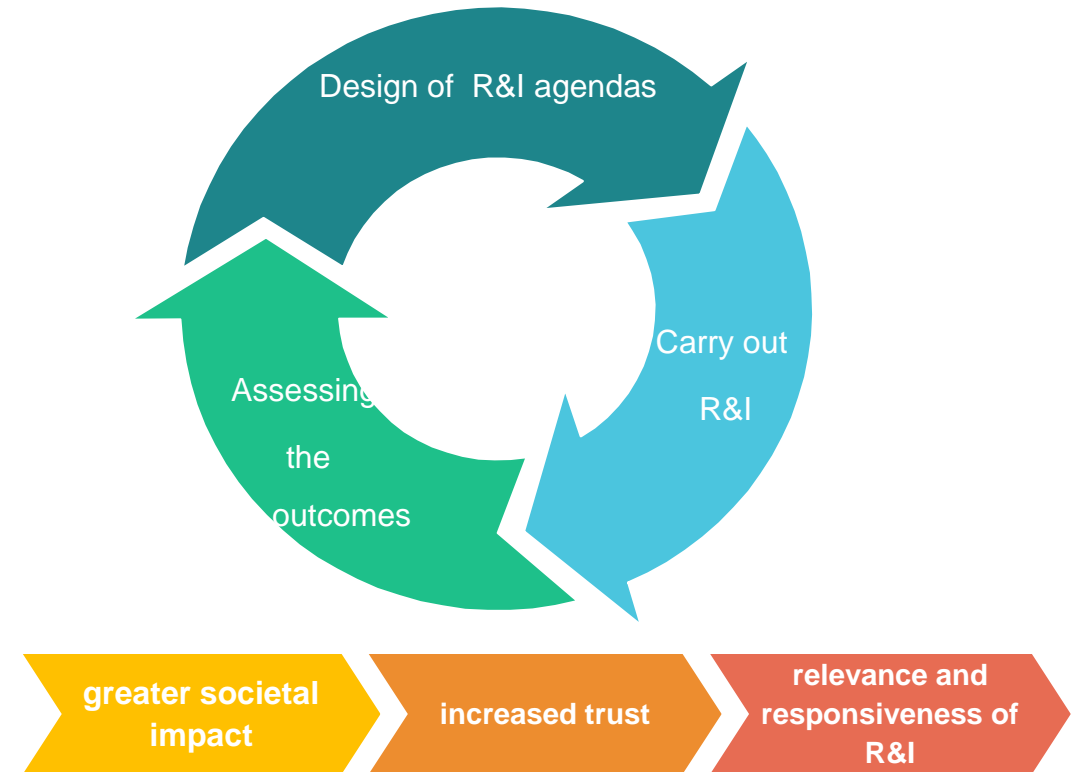 Design of R&I agendas
Carry out
R&I
Assessing
the
outcomes
greater societal
impact
increased trust
relevance and
responsiveness of
R&I